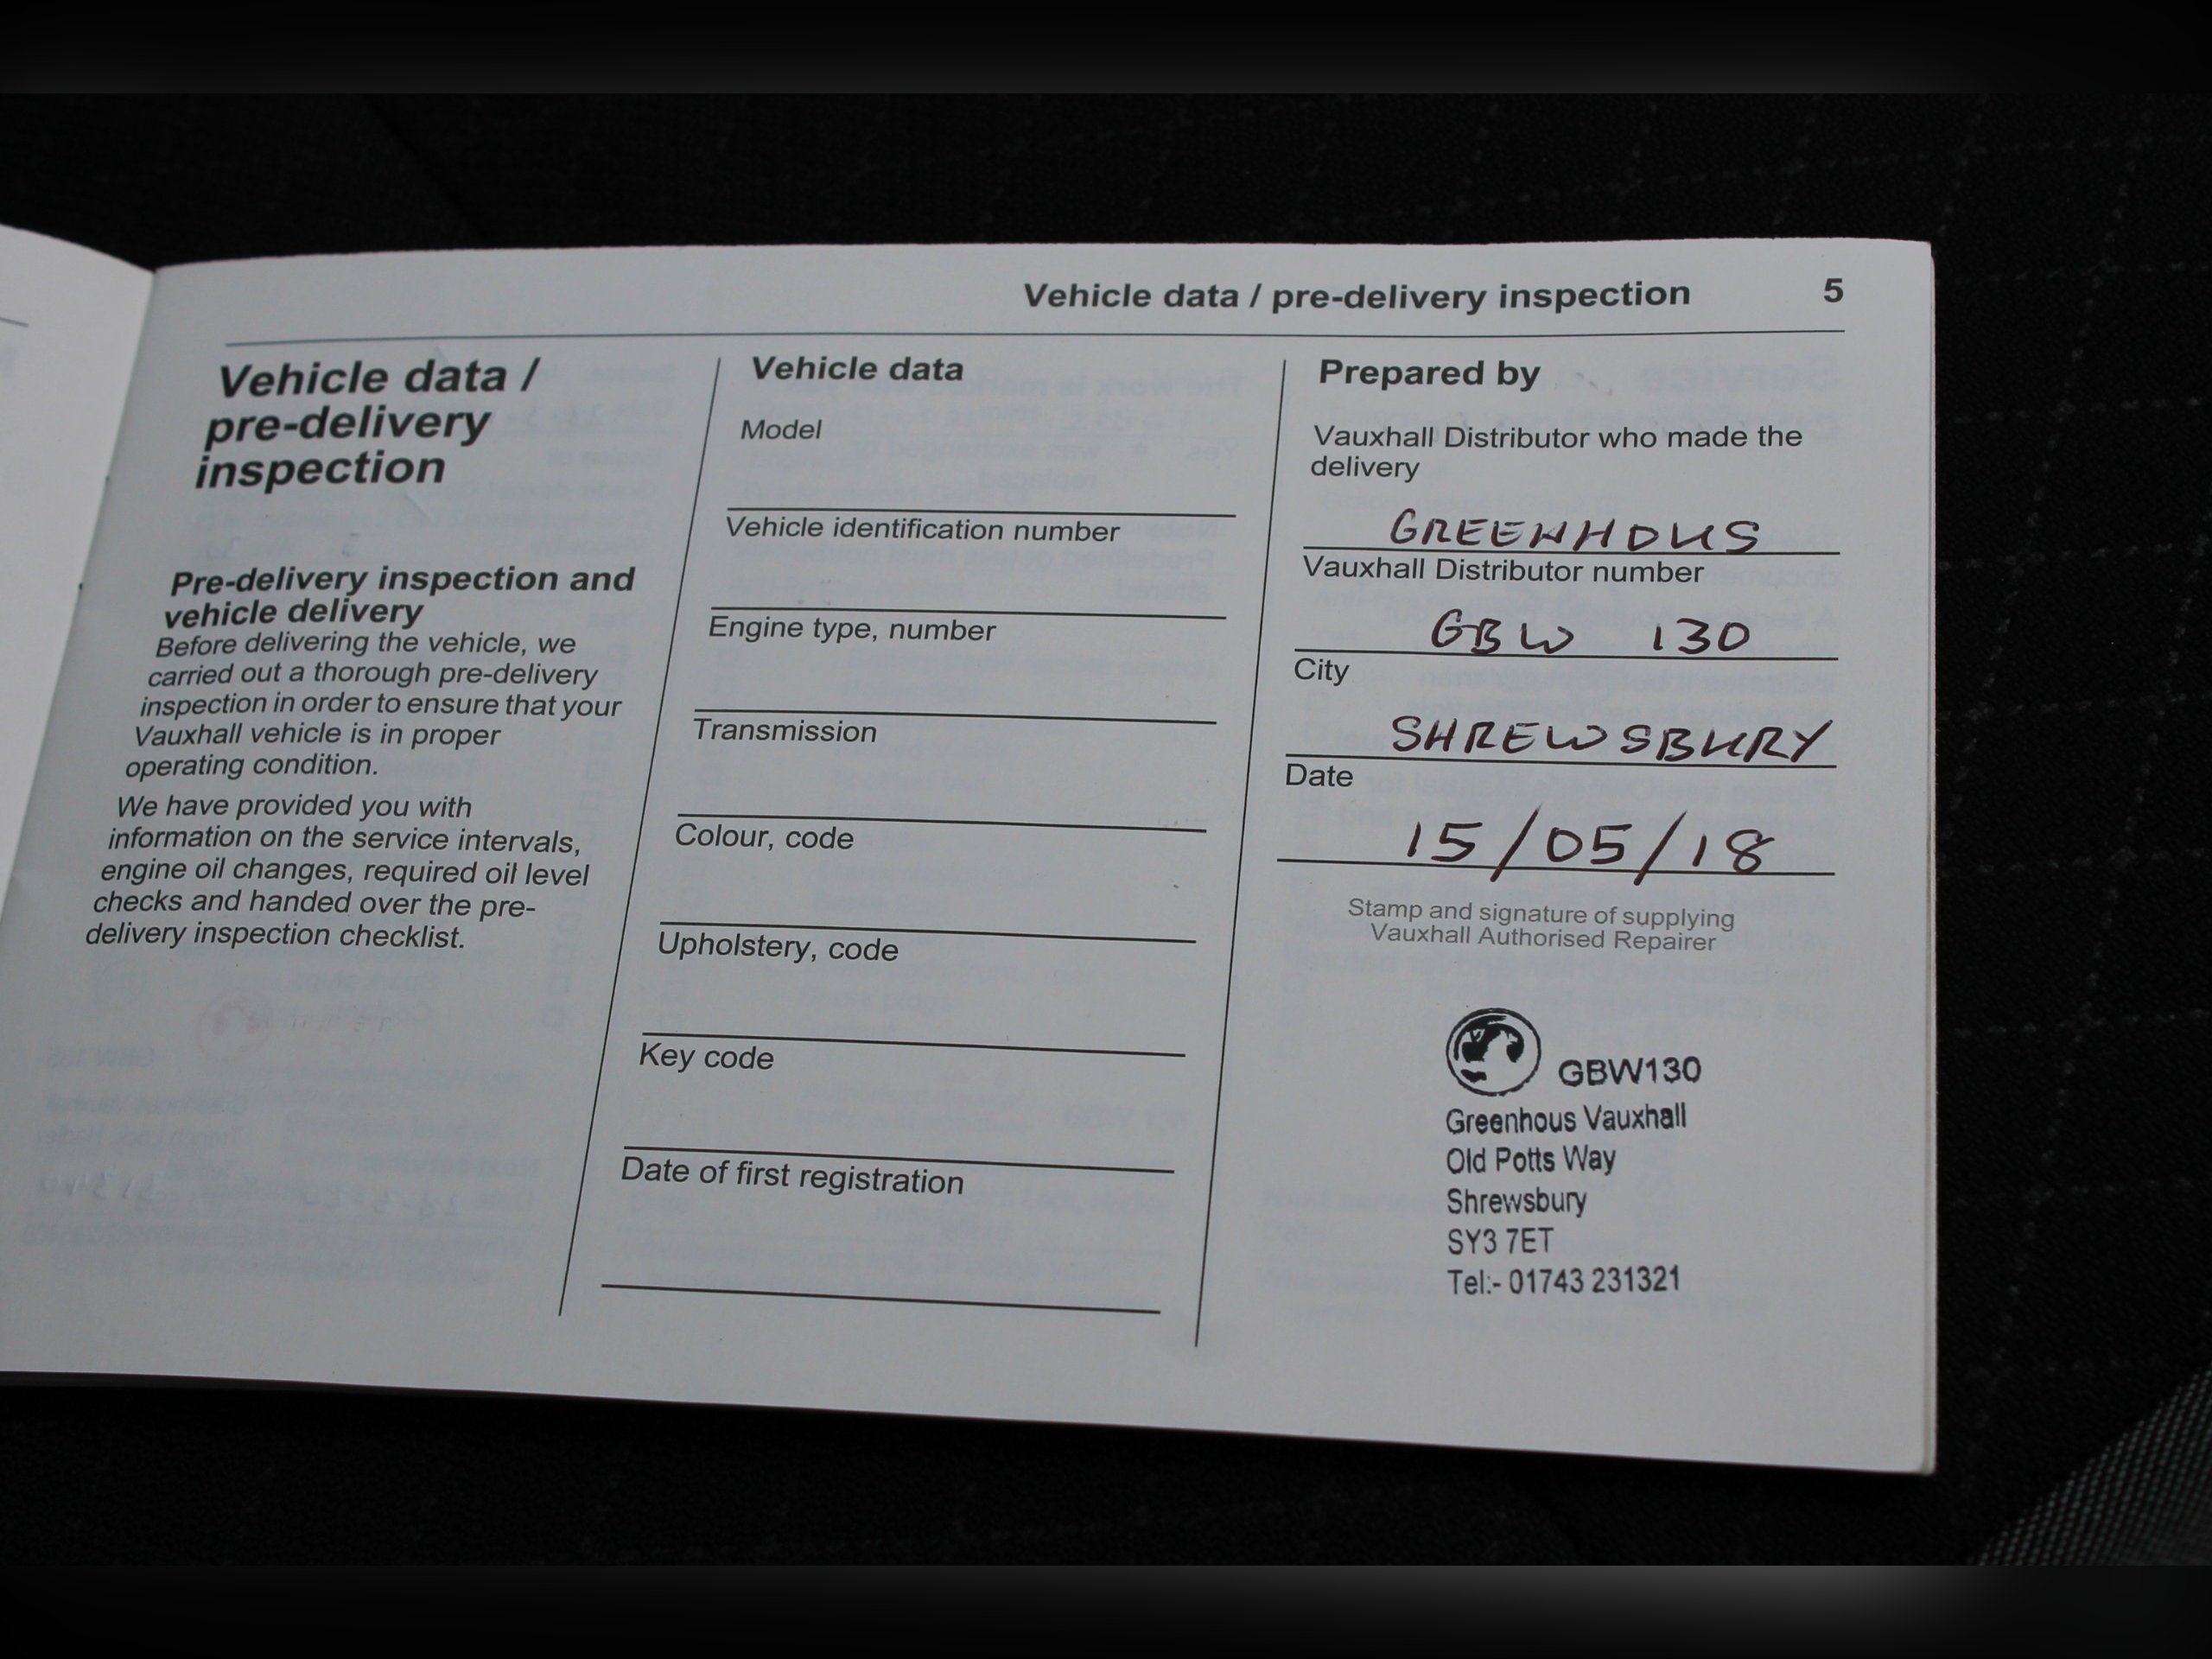 Vehicle data / pre-delivery inspection 5
Vehicle data /
pre-delivery
inspection
Pre-delivery inspection and
vehicle delivery
Before delivering the vehicle, we
carried out a thorough pre-delivery
inspection in order to ensure that your
Vauxhall vehicle is in proper
operating condition.
We have provided you with
information on the service intervals,
engine oil changes, required oil level
checks and handed over the pre-
delivery inspection checklist.
Vehicle data
Model
Vehicle identification number
Engine type, number
Transmission
Colour, code
Upholstery, code
Key code
Date of first registration
Prepared by
Vauxhall Distributor who made the
delivery
GREENHOUS
Vauxhall Distributor number
GBW 130
City
SHREWSBURY
Date
15/05/18
Stamp and signature of supplying
Vauxhall Authorised Repairer
GBW130
Greenhous Vauxhall
Old Potts Way
Shrewsbury
SY3 7ET
Tel:- 01743 231321